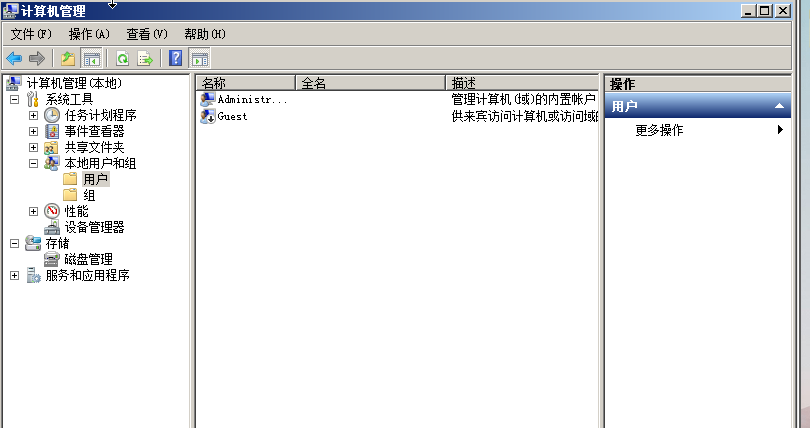 计算机管理
文件(F) 操作(A) 查看(V) 帮助(H)
计算机管理(本地)
系统工具
任务计划程序
事件查看器
共享文件夹
本地用户和组
用户
组
性能
设备管理器
存储
磁盘管理
服务和应用程序
名称 全名 描述
Administr... 管理计算机(域)的内置帐户
Guest 供来宾访问计算机或访问域的
操作
用户
更多操作